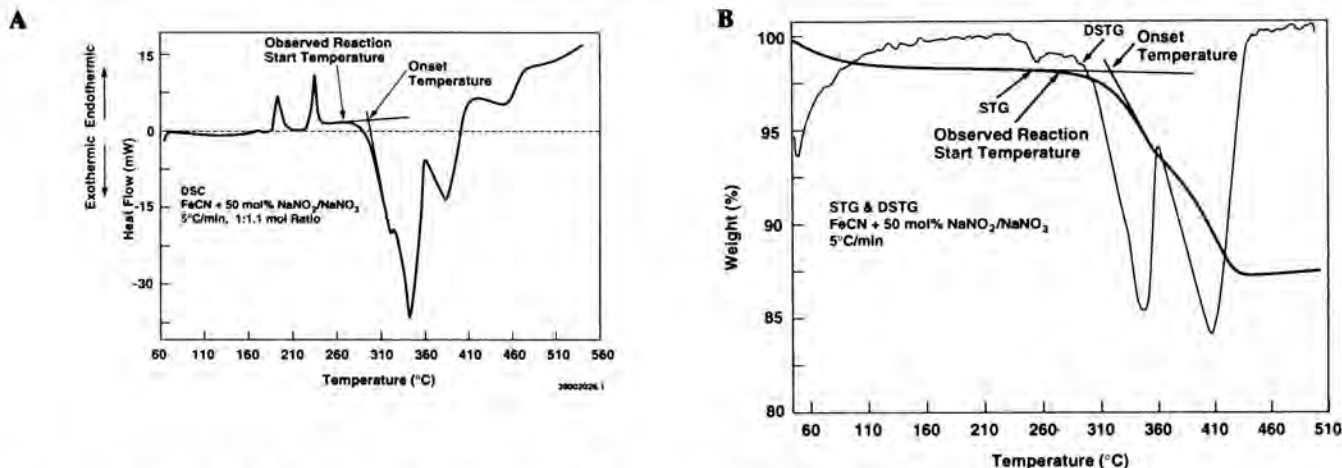 A
Observed Reaction
Start Temperature
Onset
Temperature
Endothermic
Exothermic
Heat Flow (mW)
15
0
-15
-30
DSC
FeCN + 50 mol% NaNO2/NaNO3
5°C/min, 1:1.1 mol Ratio
60 110 160 210 260 310 360 410 460 510 560
Temperature (°C)
39002026.1
B
DSTG
Onset
Temperature
STG
Observed Reaction
Start Temperature
Weight (%)
100
95
90
85
80
STG & DSTG
FeCN + 50 mol% NaNO2/NaNO3
5°C/min
60 110 160 210 260 310 360 410 460 510
Temperature (°C)